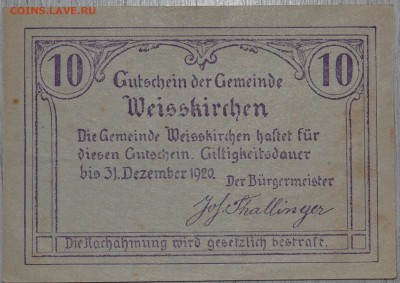 COINS.LAVE.RU
10 10
Gutschein der Gemeinde
Weisskirchen
Die Gemeinde Weisskirchen haftet für
diesen Gutschein. Giltigkeitsdauer
bis 31. Dezember 1920.
Der Bürgermeister
Jos. Thallinger
Die Nachahmung wird gesetzlich bestraft.